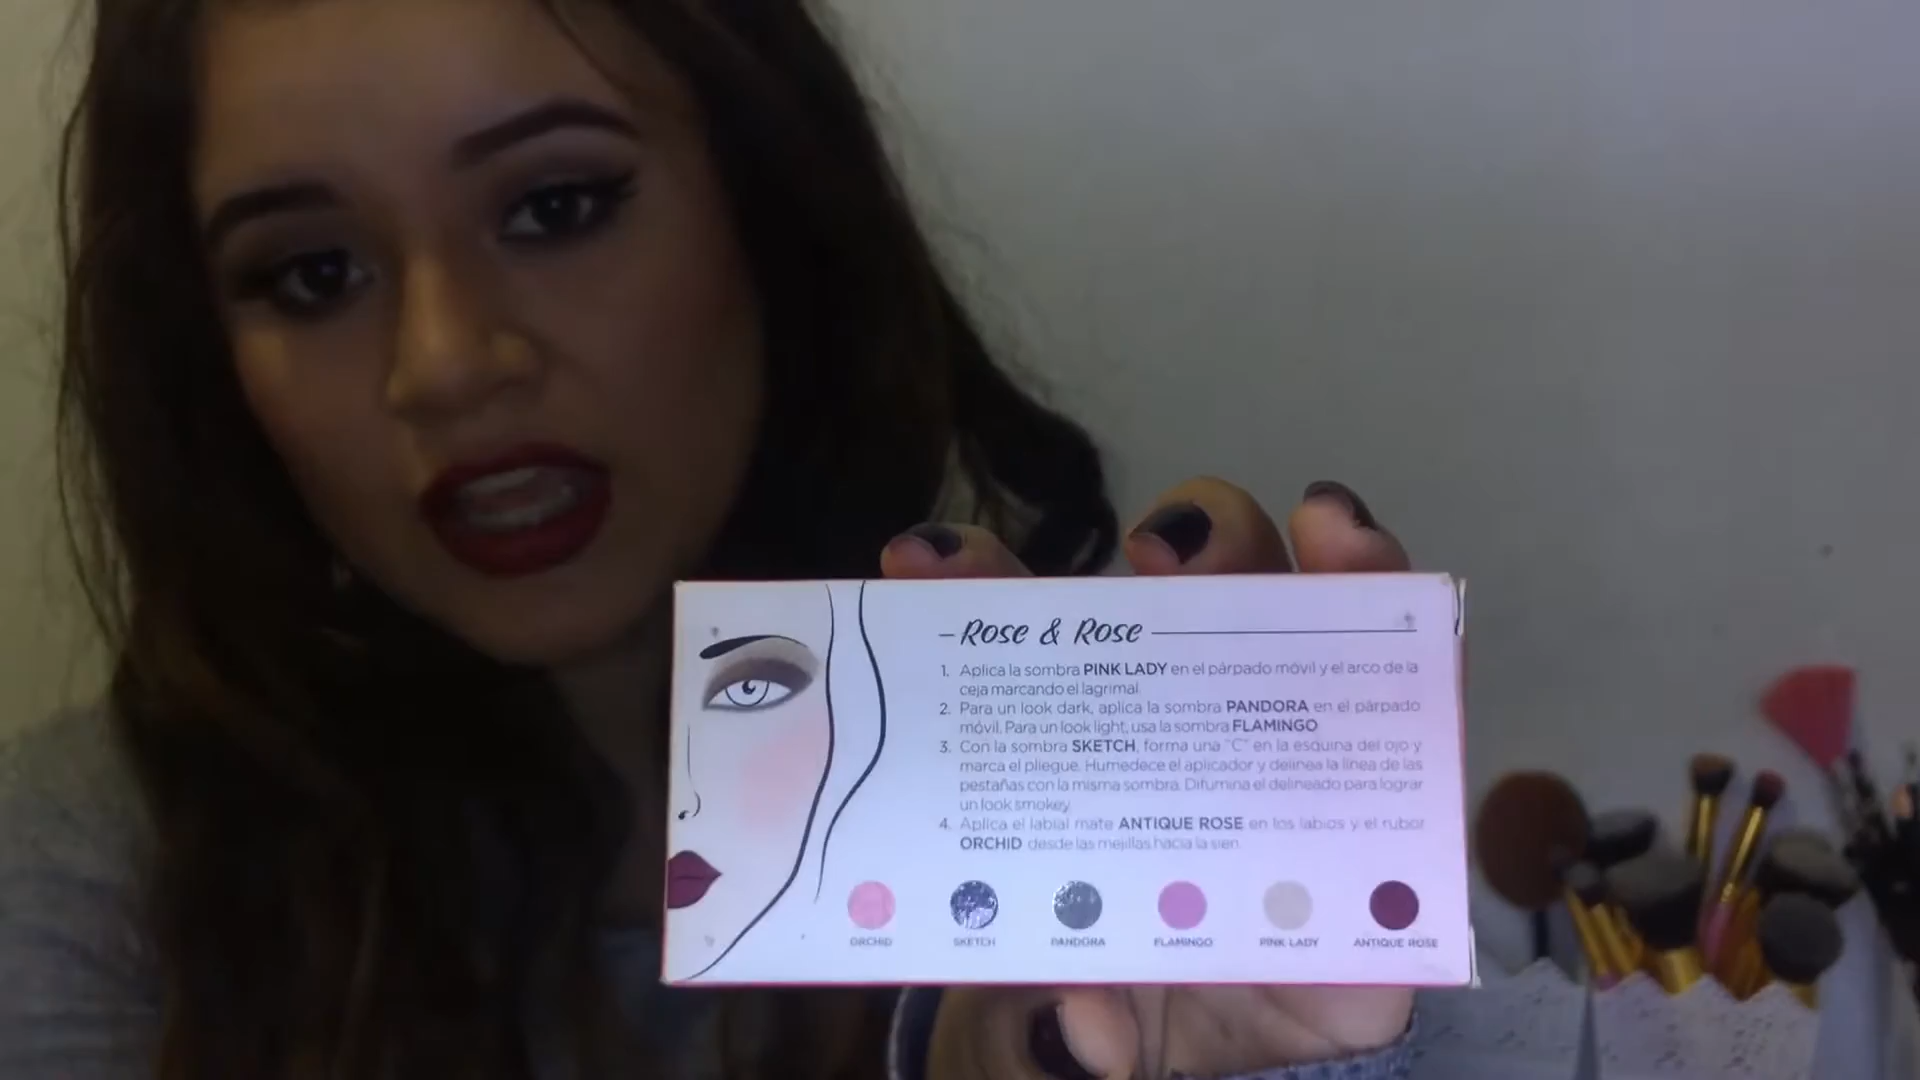 Rose & Rose
1. Aplica la sombra PINK LADY en el párpado móvil y el arco de la
ceja marcando el lagrimal.
2. Para un look dark, aplica la sombra PANDORA en el párpado
móvil. Para un look light, usa la sombra FLAMINGO
3. Con la sombra SKETCH, forma una "C" en la esquina del ojo y
marca el pliegue. Humedece el aplicador y delinea la línea de las
pestañas con la misma sombra. Difumina el delineado para lograr
un look smokey.
4. Aplica el labial mate ANTIQUE ROSE en los labios y el rubor
ORCHID desde las mejillas hacia la sien.
ORCHID SKETCH PANDORA FLAMINGO PINK LADY ANTIQUE ROSE